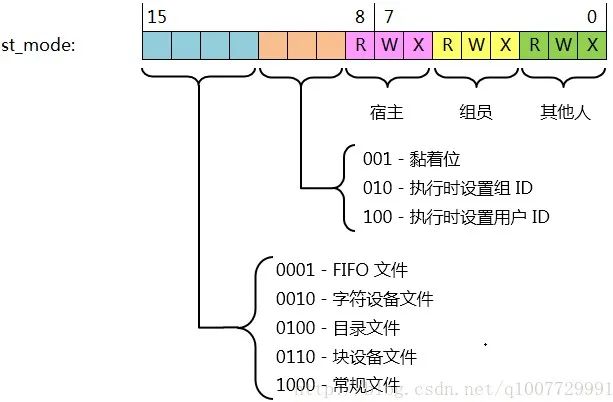 15 8 7 0
st_mode: R W X R W X R W X
宿主 组员 其他人
001 - 黏着位
010 - 执行时设置组 ID
100 - 执行时设置用户 ID
0001 - FIFO 文件
0010 - 字符设备文件
0100 - 目录文件
0110 - 块设备文件
1000 - 常规文件
http://blog.csdn.net/q1007729991